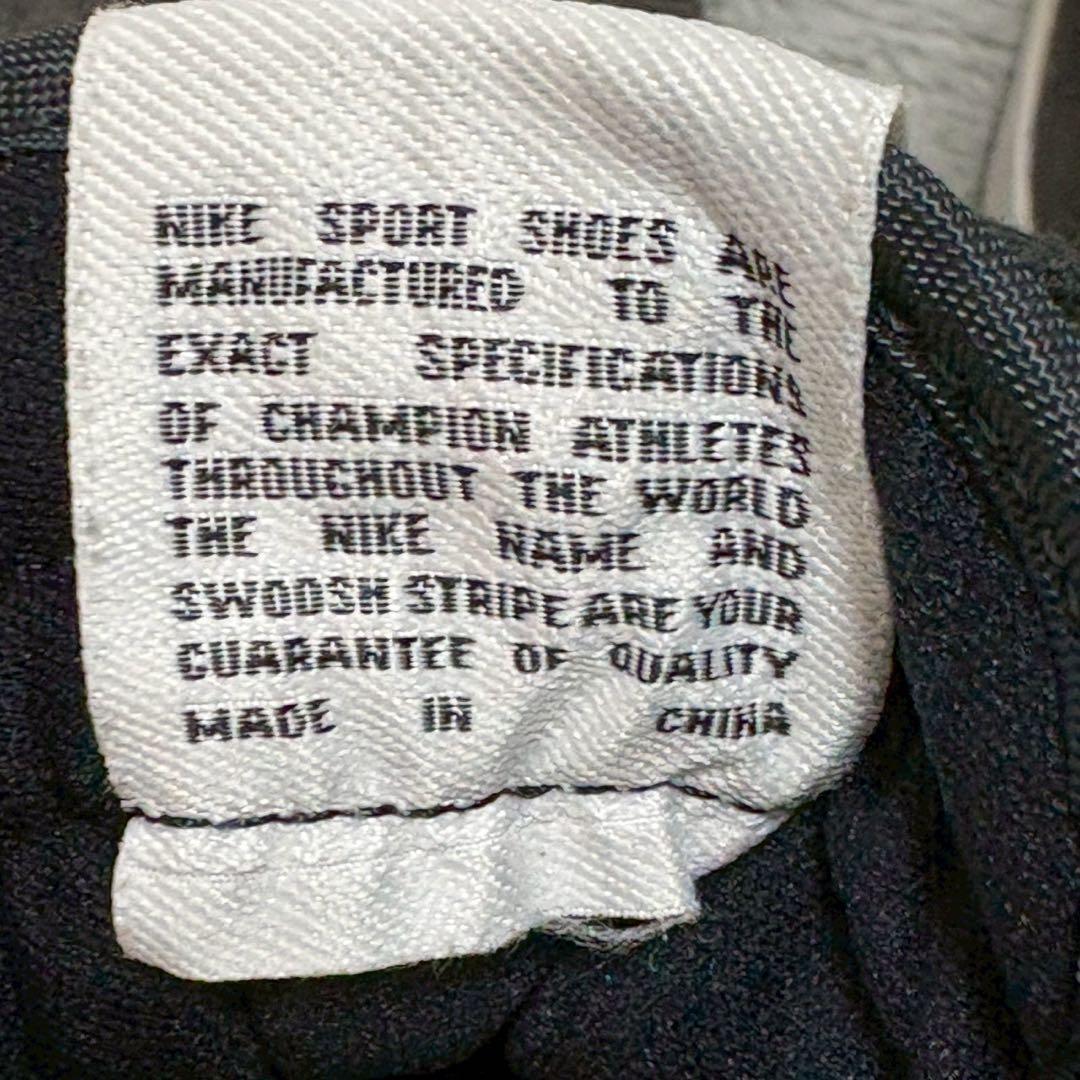 NIKE SPORT SHOES ARE
MANUFACTURED TO THE
EXACT SPECIFICATIONS
OF CHAMPION ATHLETES
THROUGHOUT THE WORLD
THE NIKE NAME AND
SWOOSH STRIPE ARE YOUR
GUARANTEE OF QUALITY
MADE IN CHINA